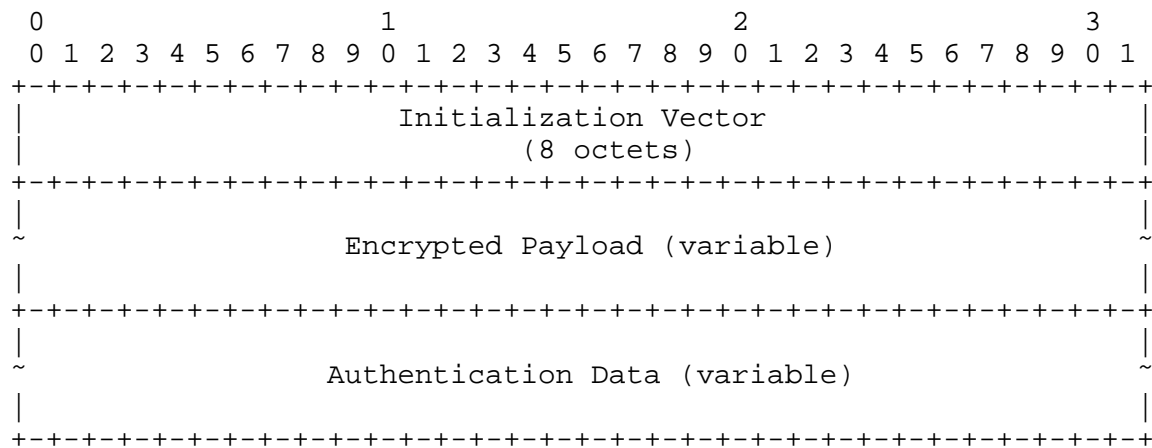 0                   1                   2                   3
 0 1 2 3 4 5 6 7 8 9 0 1 2 3 4 5 6 7 8 9 0 1 2 3 4 5 6 7 8 9 0 1
+-+-+-+-+-+-+-+-+-+-+-+-+-+-+-+-+-+-+-+-+-+-+-+-+-+-+-+-+-+-+-+-+
|                     Initialization Vector                     |
|                            (8 octets)                         |
+-+-+-+-+-+-+-+-+-+-+-+-+-+-+-+-+-+-+-+-+-+-+-+-+-+-+-+-+-+-+-+-+
|                                                               |
~                  Encrypted Payload (variable)                 ~
|                                                               |
+-+-+-+-+-+-+-+-+-+-+-+-+-+-+-+-+-+-+-+-+-+-+-+-+-+-+-+-+-+-+-+-+
|                                                               |
~                 Authentication Data (variable)                ~
|                                                               |
+-+-+-+-+-+-+-+-+-+-+-+-+-+-+-+-+-+-+-+-+-+-+-+-+-+-+-+-+-+-+-+-+